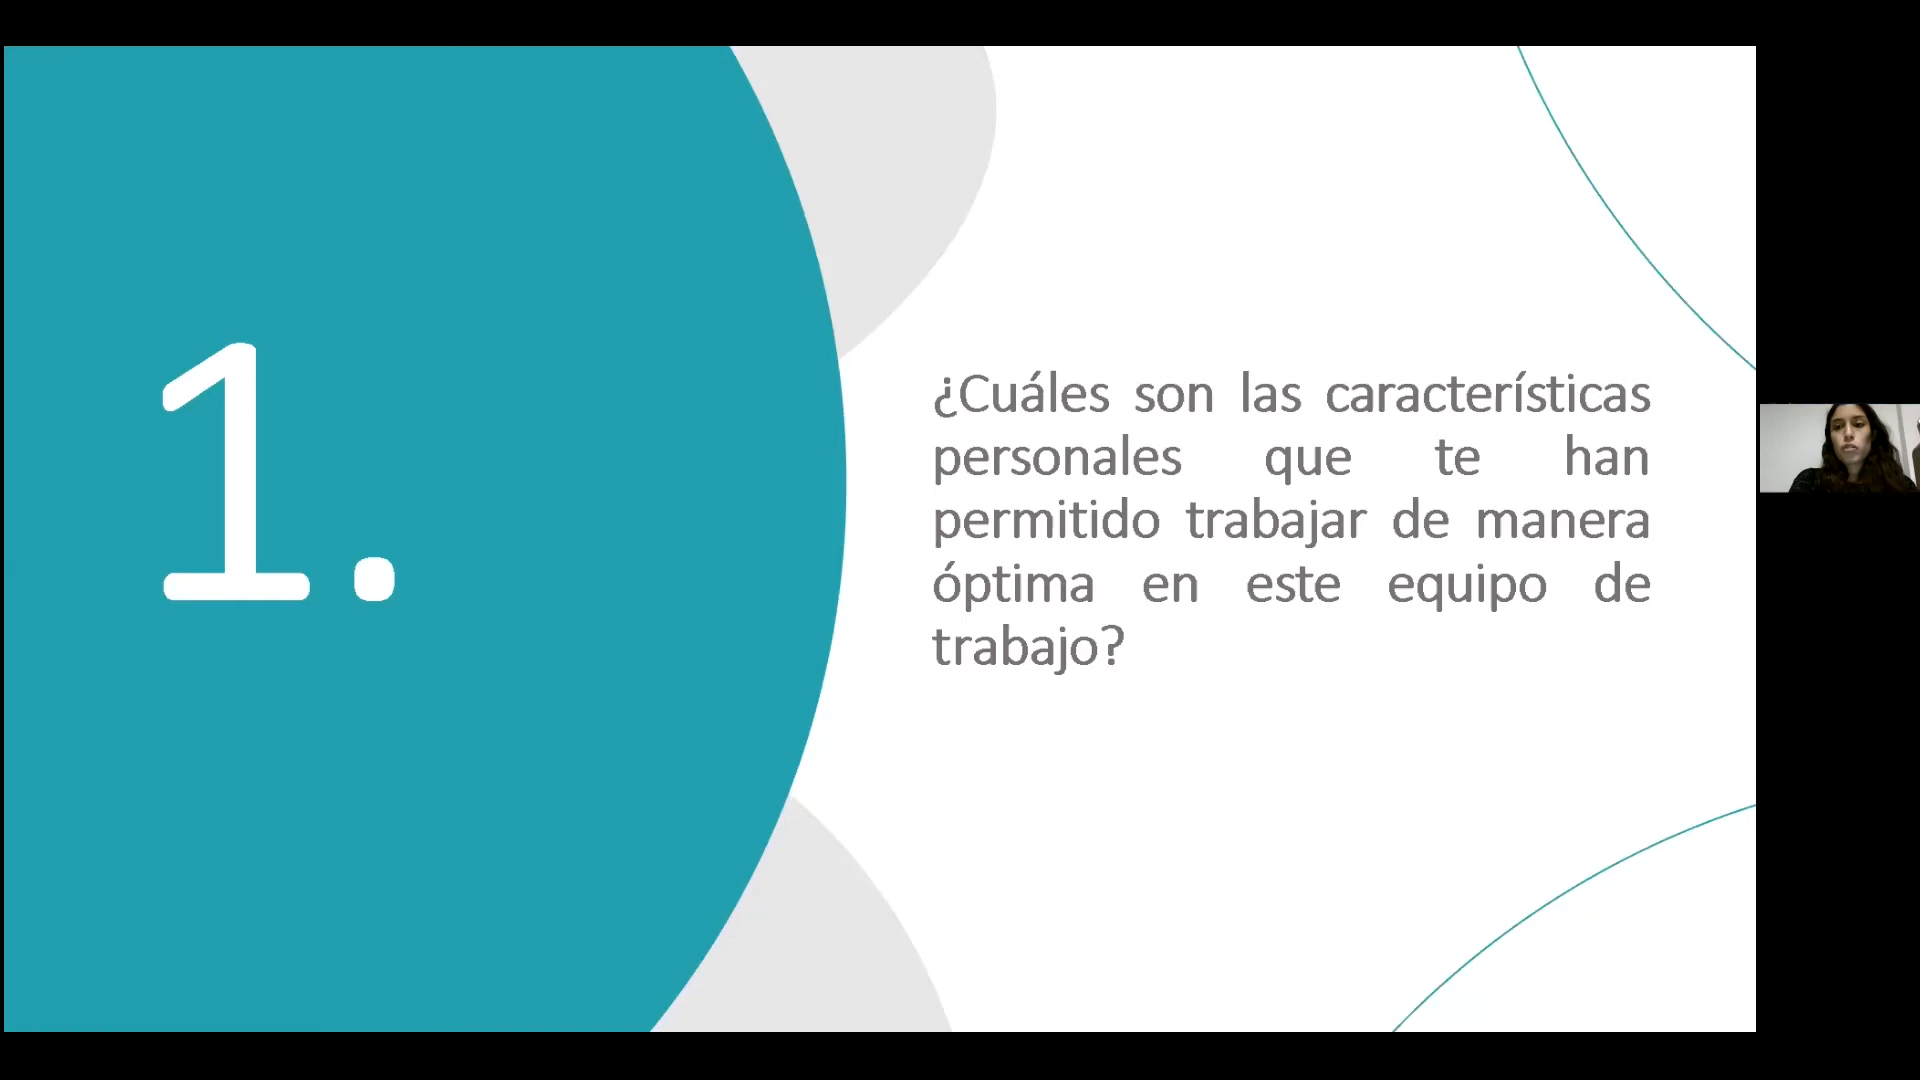 1.
¿Cuáles son las características
personales que te han
permitido trabajar de manera
óptima en este equipo de
trabajo?